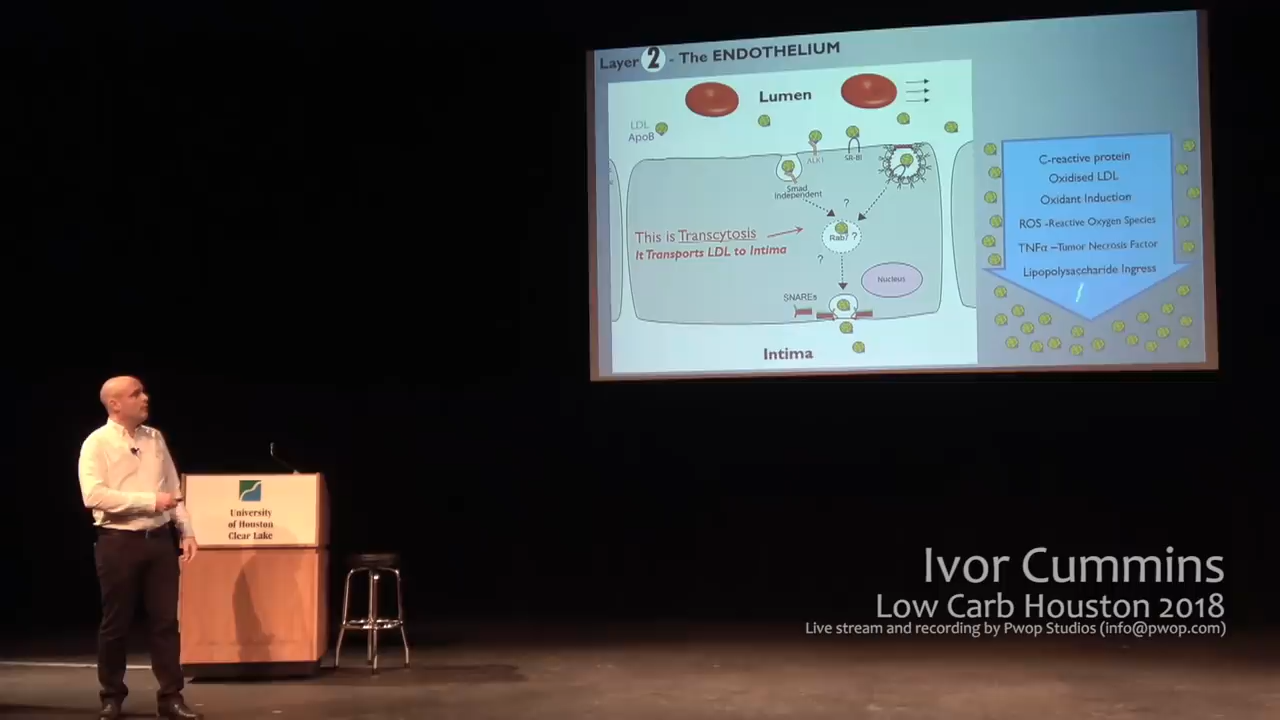 Layer 2 - The ENDOTHELIUM
Lumen
LDL
ApoB
ALK1
SR-BI
Smad
Independent
?
This is Transcytosis
It Transports LDL to Intima
Rab? ?
?
Nucleus
SNAREs
Intima
C-reactive protein
Oxidised LDL
Oxidant Induction
ROS -Reactive Oxygen Species
TNFα –Tumor Necrosis Factor
Lipopolysaccharide Ingress
University
of Houston
Clear Lake
Ivor Cummins
Low Carb Houston 2018
Live stream and recording by Pwop Studios (info@pwop.com)